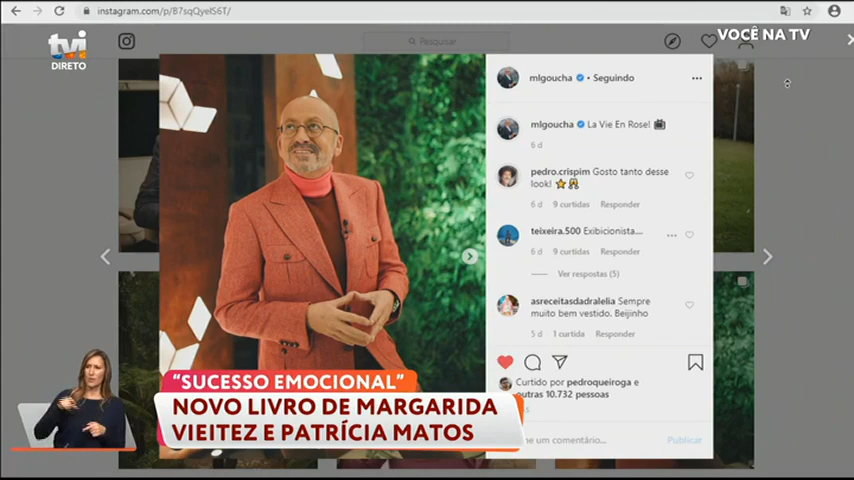 instagram.com/p/B7sqQyelS6T/
tvi
DIRETO
VOCÊ NA TV
Pesquisar
mlgoucha • Seguindo
mlgoucha La Vie En Rose!
6 d
pedro.crispim Gosto tanto desse
look!
6 d 9 curtidas Responder
teixeira.500 Exibicionista....
6 d 9 curtidas Responder
Ver respostas (5)
asreceitasdadralelia Sempre
muito bem vestido. Beijinho
5 d 1 curtida Responder
Curtido por pedroqueiroga e
outras 10.732 pessoas
um comentário...
Publicar
"SUCESSO EMOCIONAL"
NOVO LIVRO DE MARGARIDA
VIEITEZ E PATRÍCIA MATOS